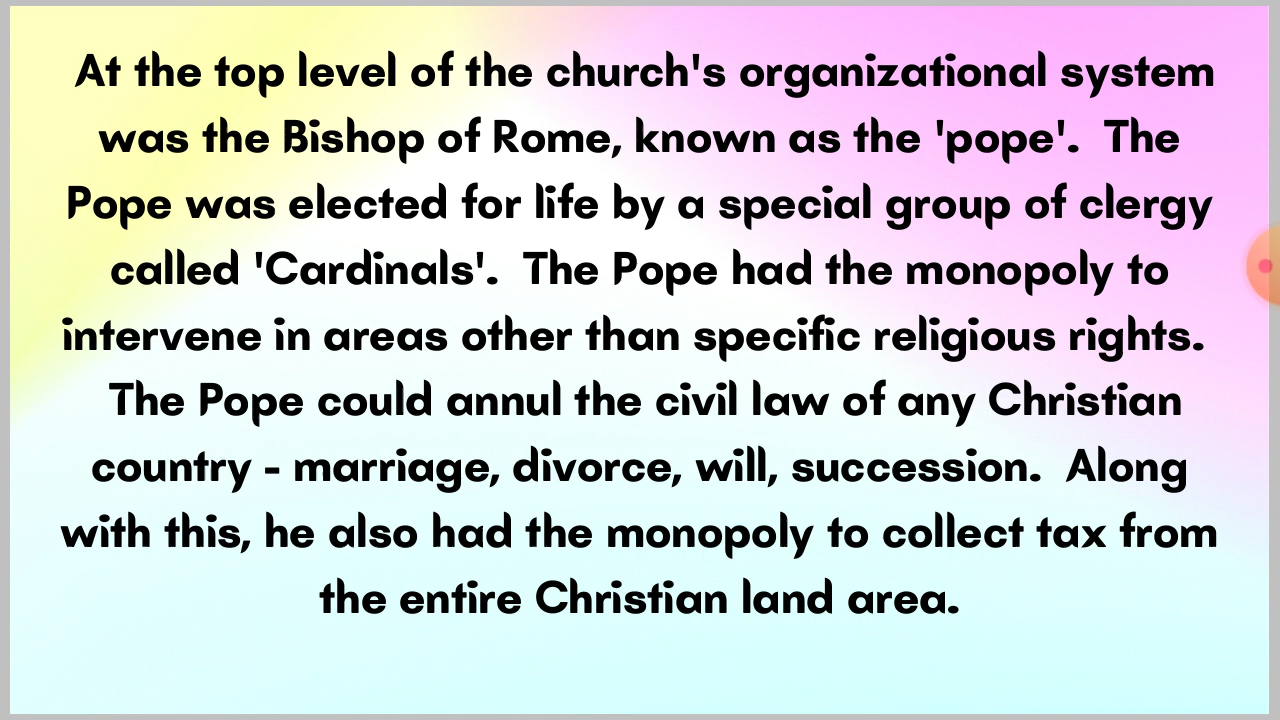 At the top level of the church's organizational system
was the Bishop of Rome, known as the 'pope'.  The
Pope was elected for life by a special group of clergy
called 'Cardinals'.  The Pope had the monopoly to
intervene in areas other than specific religious rights.
The Pope could annul the civil law of any Christian
country - marriage, divorce, will, succession.  Along
with this, he also had the monopoly to collect tax from
the entire Christian land area.